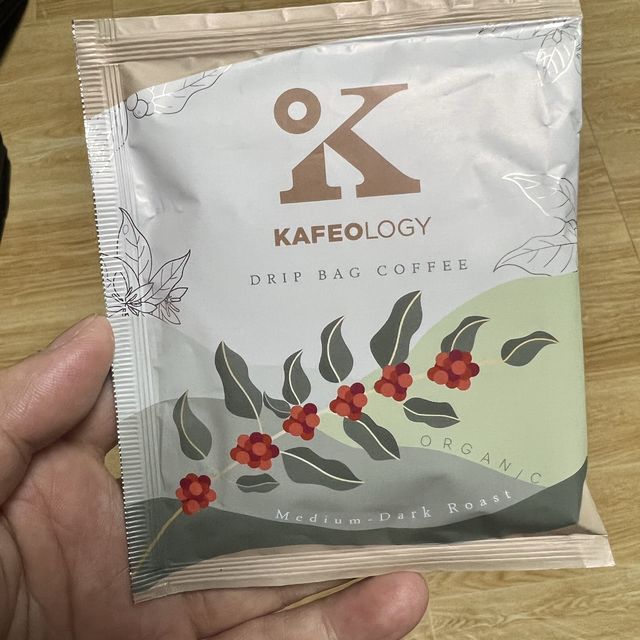 K
KAFEOLOGY
DRIP BAG COFFEE
ORGANIC
Medium-Dark Roast